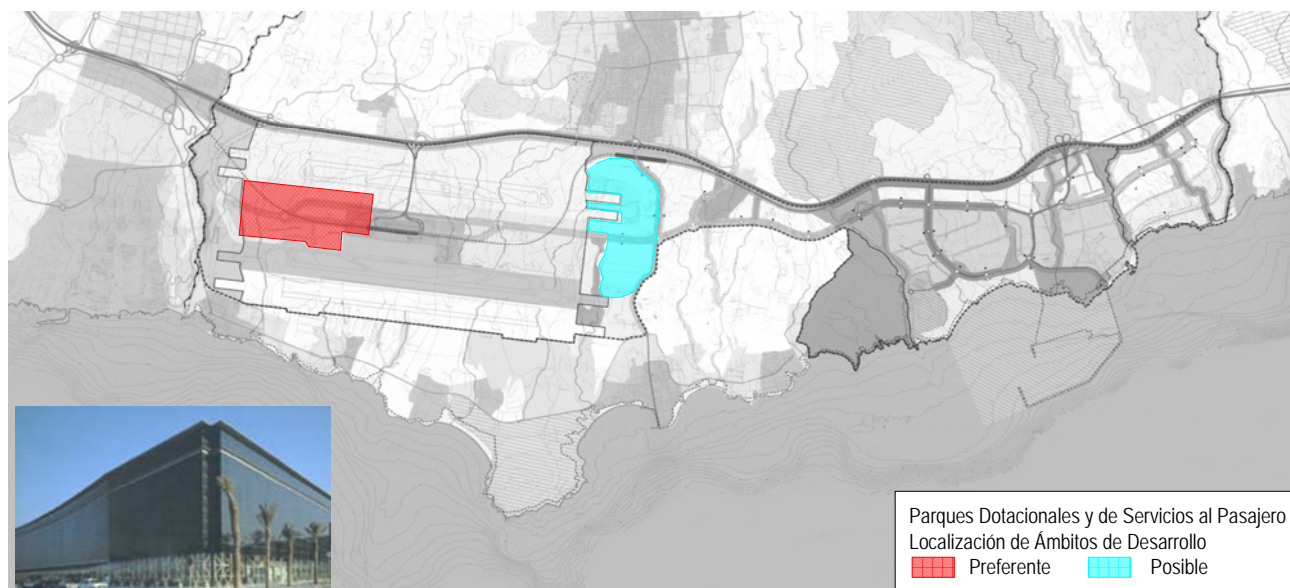 Parques Dotacionales y de Servicios al Pasajero
Localización de Ámbitos de Desarrollo
Preferente
Posible